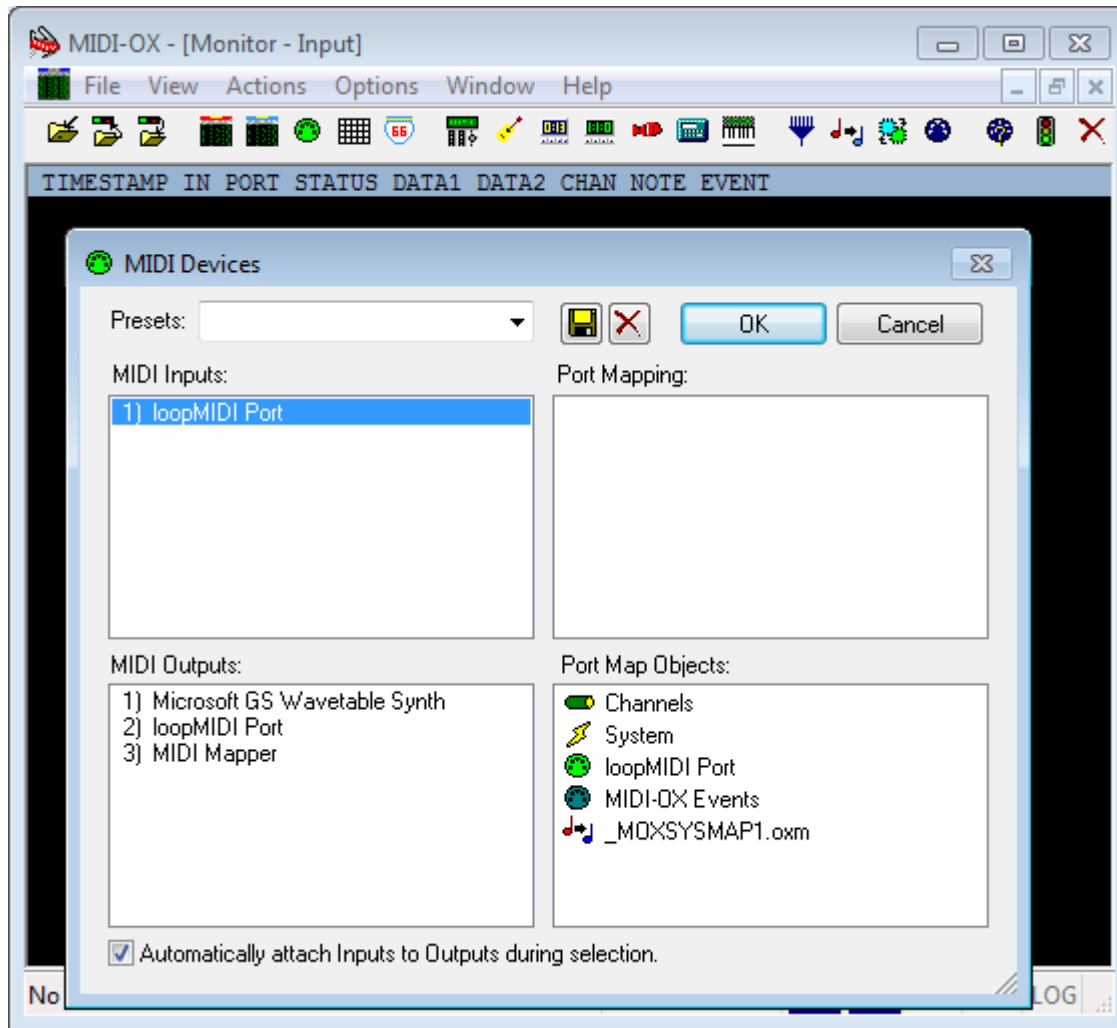 MIDI-OX - [Monitor - Input]
File View Actions Options Window Help
66
TIMESTAMP IN PORT STATUS DATA1 DATA2 CHAN NOTE EVENT
MIDI Devices
Presets:
OK
Cancel
MIDI Inputs:
1) loopMIDI Port
Port Mapping:
MIDI Outputs:
1) Microsoft GS Wavetable Synth
2) loopMIDI Port
3) MIDI Mapper
Port Map Objects:
Channels
System
loopMIDI Port
MIDI-OX Events
_MOXSYSMAP1.oxm
Automatically attach Inputs to Outputs during selection.
No
LOG